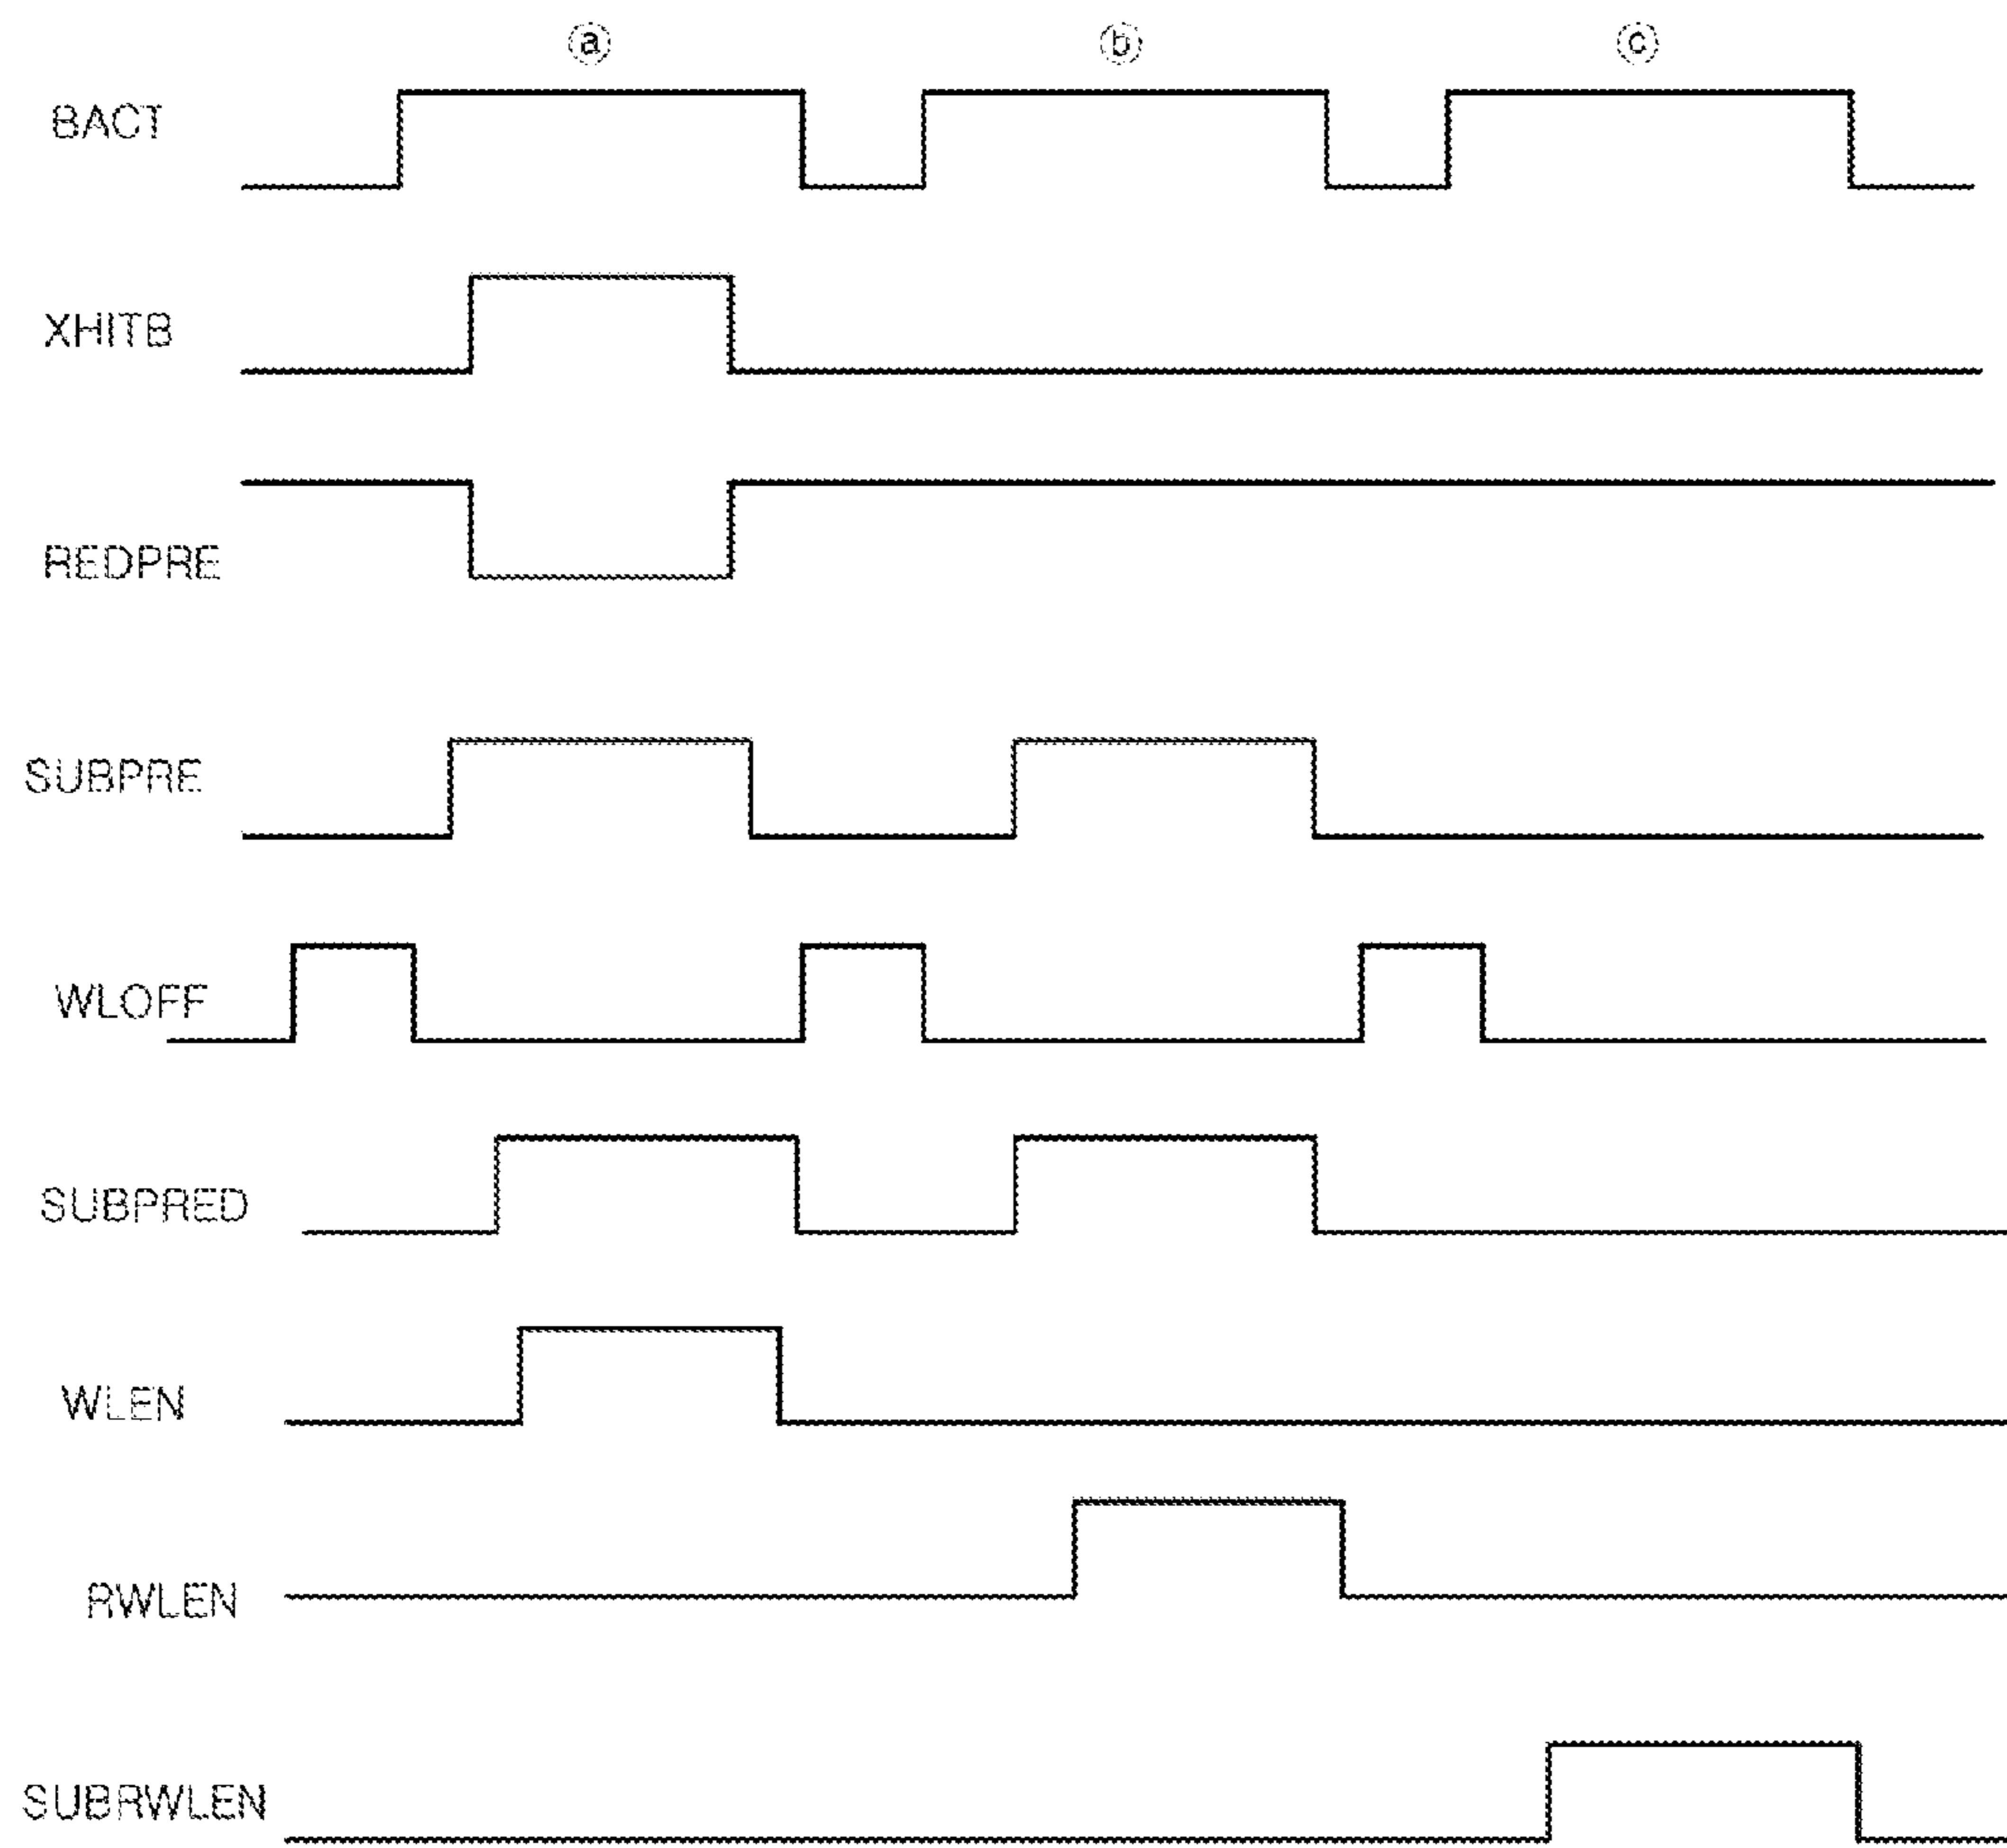 ⓐ ⓑ ⓒ
BACT
XHITB
REDPRE
SUBPRE
WLOFF
SUBPRED
WLEN
RWLEN
SUBRWLEN